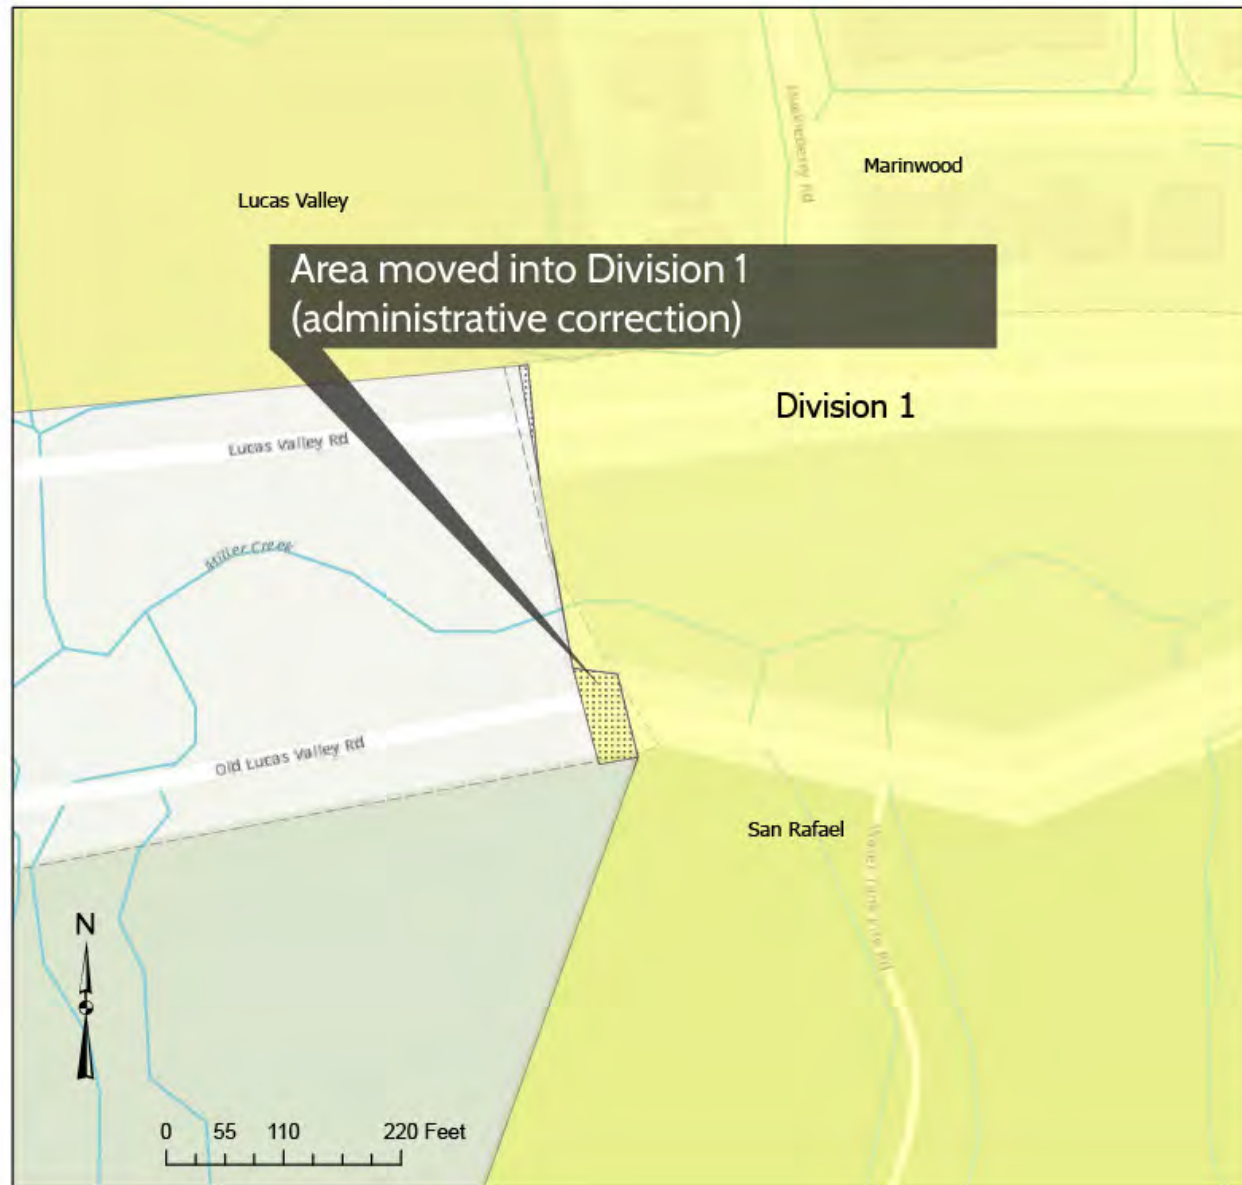 Marinwood
Lucas Valley
Area moved into Division 1
(administrative correction)
Division 1
Lucas Valley Rd
Miller Creek
Old Lucas Valley Rd
San Rafael
N
0 55 110 220 Feet